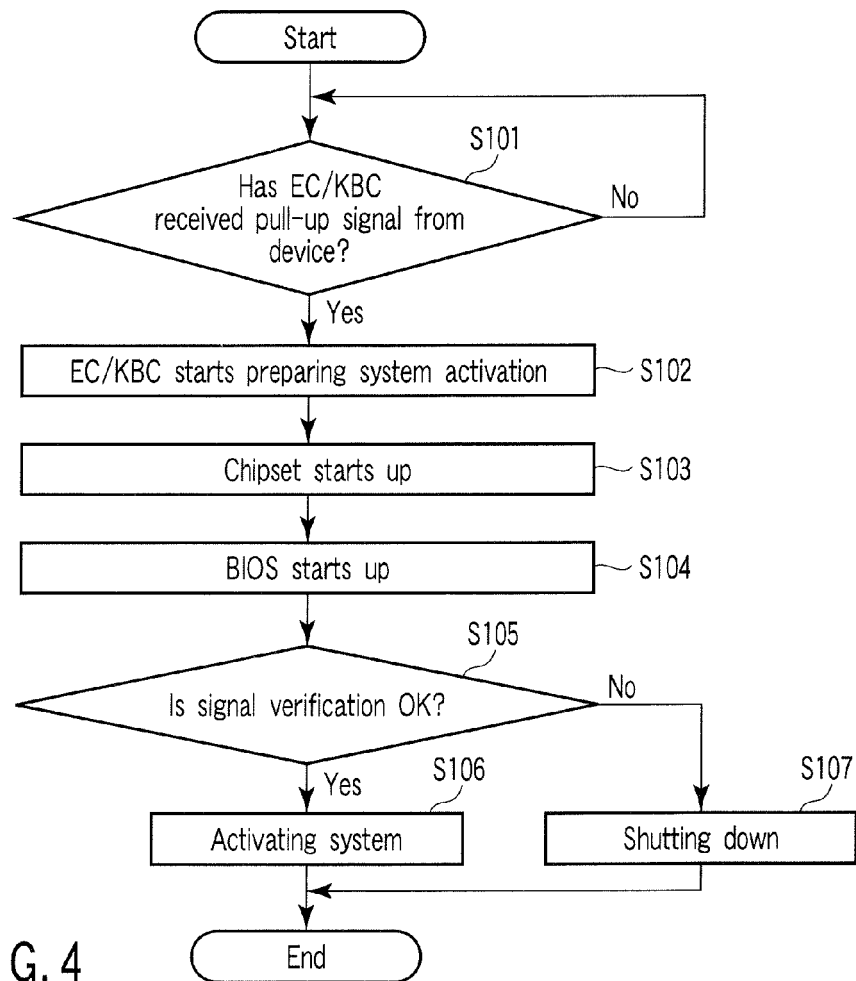 Start
S101
Has EC/KBC
received pull-up signal from
device?
No
Yes
EC/KBC starts preparing system activation
S102
Chipset starts up
S103
BIOS starts up
S104
S105
Is signal verification OK?
No
Yes
S106
Activating system
S107
Shutting down
End
G. 4